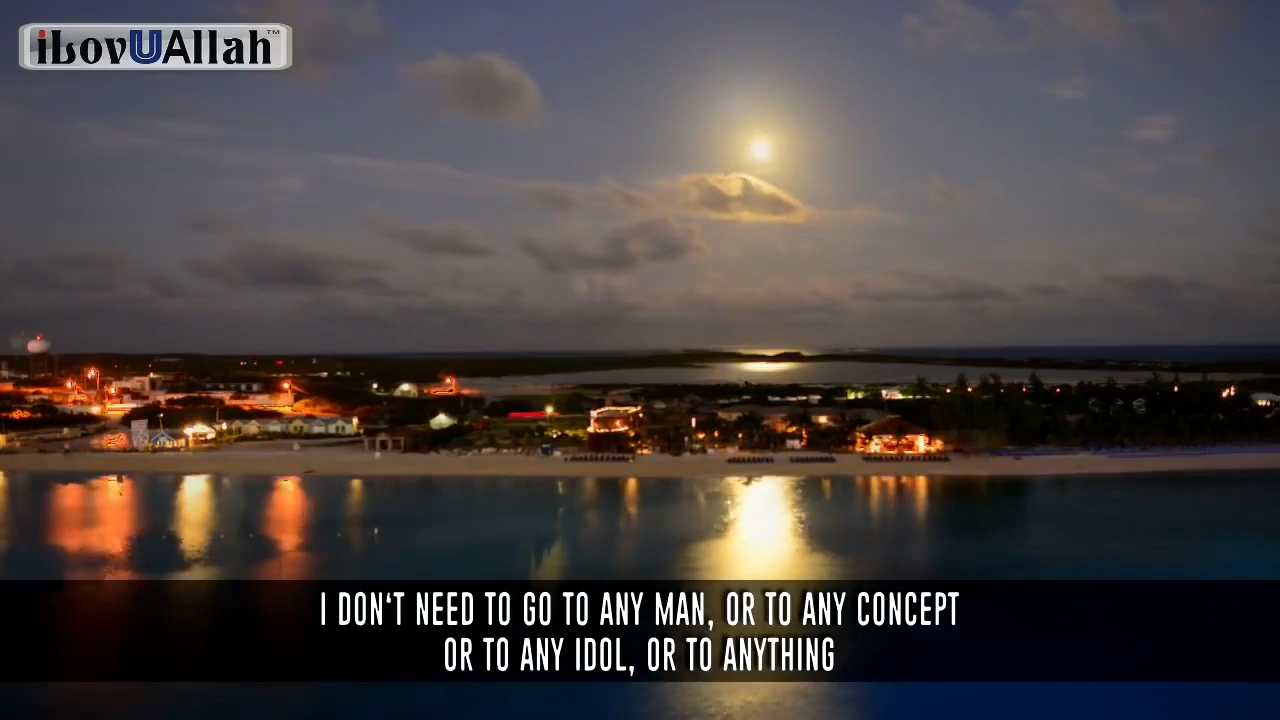 iLovUAllah™
I DON'T NEED TO GO TO ANY MAN, OR TO ANY CONCEPT
OR TO ANY IDOL, OR TO ANYTHING